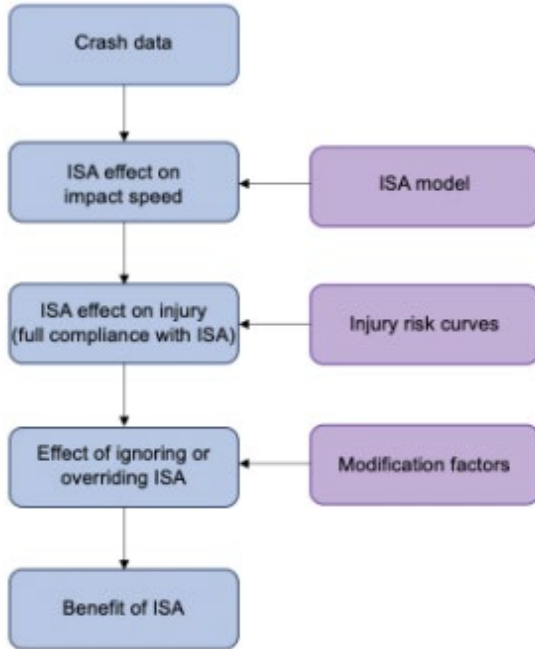 Crash data
ISA effect on
impact speed
ISA model
ISA effect on injury
(full compliance with ISA)
Injury risk curves
Effect of ignoring or
overriding ISA
Modification factors
Benefit of ISA